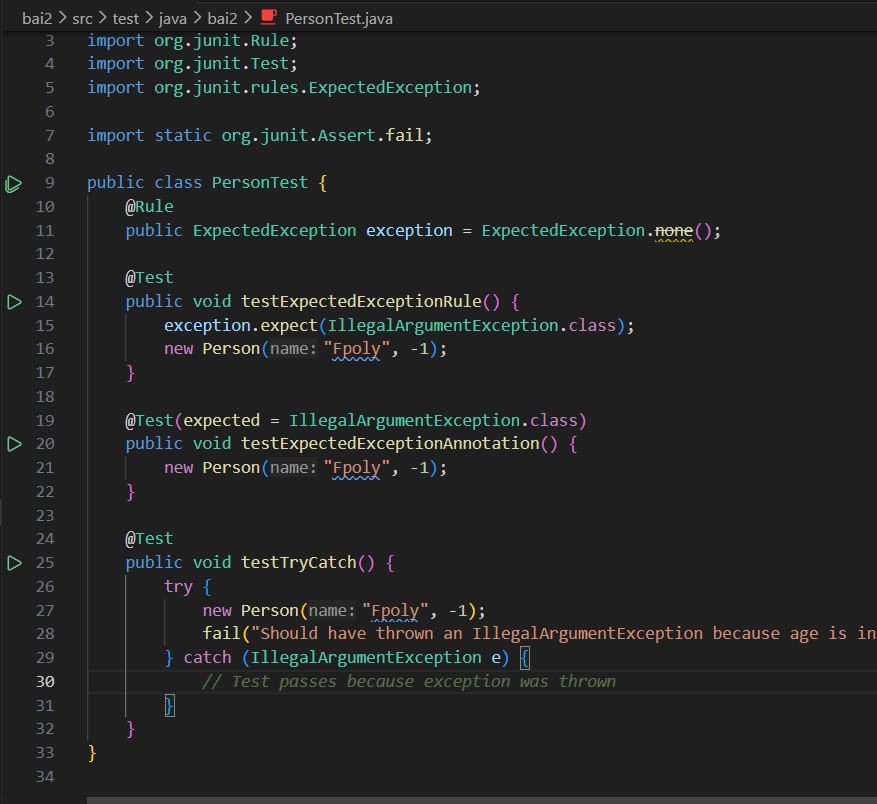 bai2 > src > test > java > bai2 > PersonTest.java
3 import org.junit.Rule;
4 import org.junit.Test;
5 import org.junit.rules.ExpectedException;
6
7 import static org.junit.Assert.fail;
8
9 public class PersonTest {
10 @Rule
11 public ExpectedException exception = ExpectedException.none();
12
13 @Test
14 public void testExpectedExceptionRule() {
15 exception.expect(IllegalArgumentException.class);
16 new Person(name: "Fpoly", -1);
17 }
18
19 @Test(expected = IllegalArgumentException.class)
20 public void testExpectedExceptionAnnotation() {
21 new Person(name: "Fpoly", -1);
22 }
23
24 @Test
25 public void testTryCatch() {
26 try {
27 new Person(name: "Fpoly", -1);
28 fail("Should have thrown an IllegalArgumentException because age is in
29 } catch (IllegalArgumentException e) {
30 // Test passes because exception was thrown
31 }
32 }
33 }
34